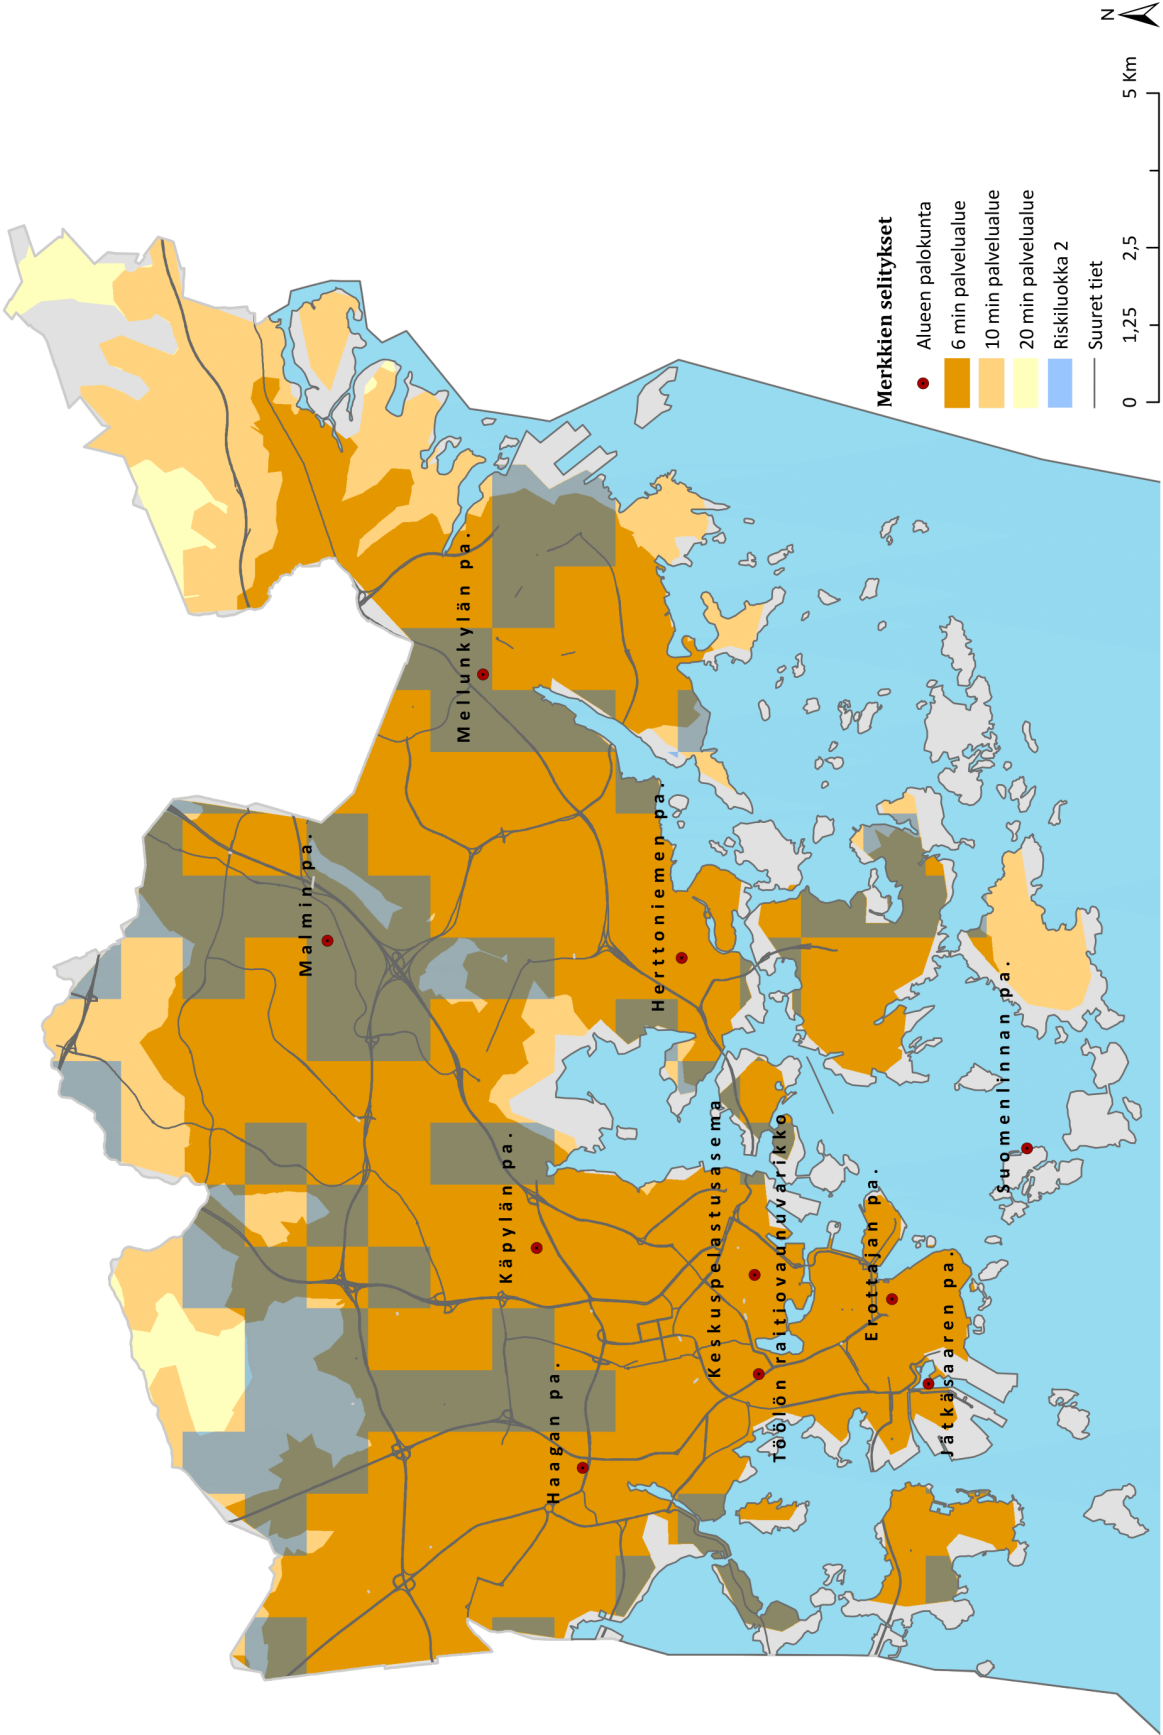 Malmin pa.
Mellunkylän pa.
Käpylän pa.
Haagan pa.
Herttoniemen pa.
Keskuspelastusasema
Töölön raitiovaunuvarikko
Erottajan pa.
Jätkäsaaren pa.
Suomenlinnan pa.
Merkkien selitykset
Alueen palokunta
6 min palvelualue
10 min palvelualue
20 min palvelualue
Riskiluokka 2
Suuret tiet
0 1,25 2,5 5 Km
N